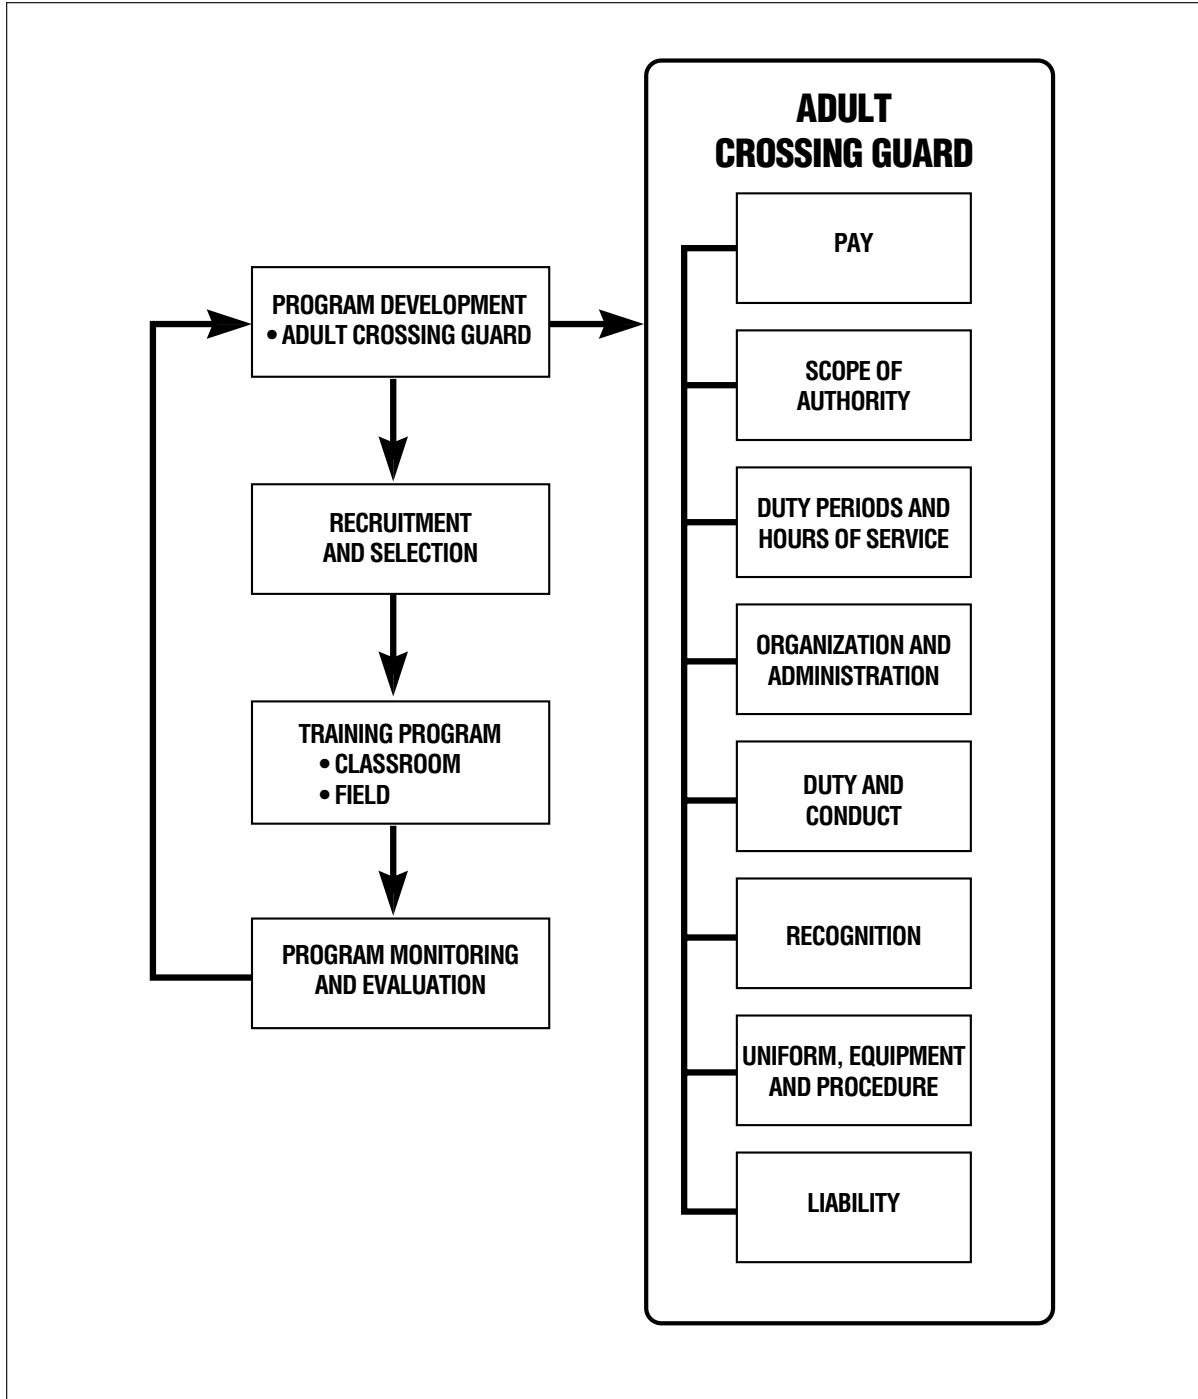 PROGRAM DEVELOPMENT
• ADULT CROSSING GUARD
RECRUITMENT
AND SELECTION
TRAINING PROGRAM
• CLASSROOM
• FIELD
PROGRAM MONITORING
AND EVALUATION
ADULT
CROSSING GUARD
PAY
SCOPE OF
AUTHORITY
DUTY PERIODS AND
HOURS OF SERVICE
ORGANIZATION AND
ADMINISTRATION
DUTY AND
CONDUCT
RECOGNITION
UNIFORM, EQUIPMENT
AND PROCEDURE
LIABILITY